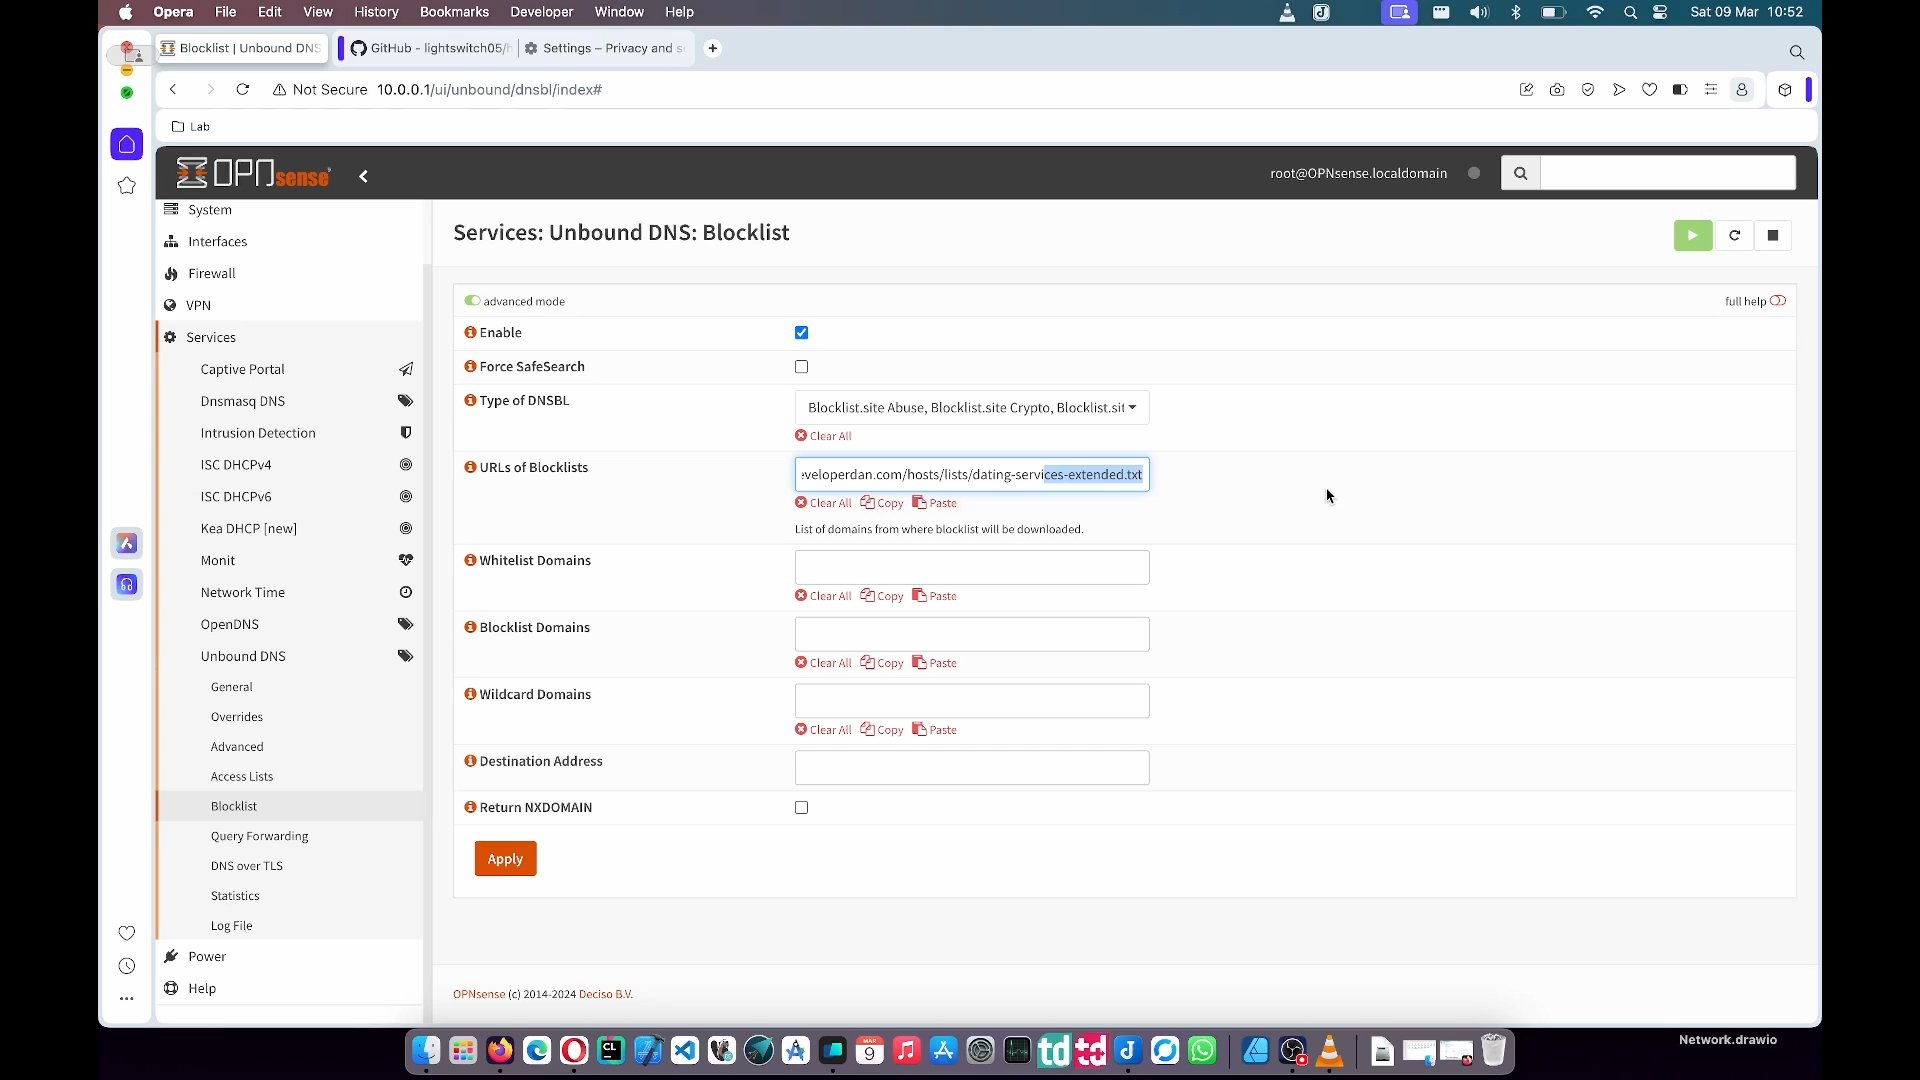 Opera File Edit View History Bookmarks Developer Window Help Sat 09 Mar 10:52
Blocklist | Unbound DNS GitHub - lightswitch05/h Settings – Privacy and s
Not Secure 10.0.0.1/ui/unbound/dnsbl/index#
Lab
OPNsense root@OPNsense.localdomain
System
Interfaces
Firewall
VPN
Services
Captive Portal
Dnsmasq DNS
Intrusion Detection
ISC DHCPv4
ISC DHCPv6
Kea DHCP [new]
Monit
Network Time
OpenDNS
Unbound DNS
General
Overrides
Advanced
Access Lists
Blocklist
Query Forwarding
DNS over TLS
Statistics
Log File
Power
Help
Services: Unbound DNS: Blocklist
advanced mode full help
Enable
Force SafeSearch
Type of DNSBL Blocklist.site Abuse, Blocklist.site Crypto, Blocklist.sit
Clear All
URLs of Blocklists eveloperdan.com/hosts/lists/dating-services-extended.txt
Clear All Copy Paste
List of domains from where blocklist will be downloaded.
Whitelist Domains
Clear All Copy Paste
Blocklist Domains
Clear All Copy Paste
Wildcard Domains
Clear All Copy Paste
Destination Address
Return NXDOMAIN
Apply
OPNsense (c) 2014-2024 Deciso B.V.
Network.drawio
CL
MAR
9
td
td